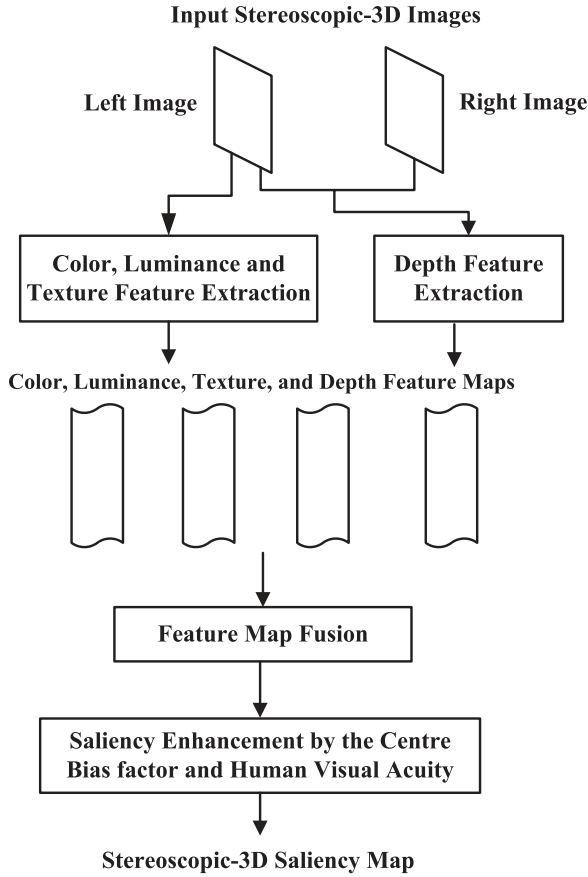 Input Stereoscopic-3D Images
Left Image
Right Image
Color, Luminance and
Texture Feature Extraction
Depth Feature
Extraction
Color, Luminance, Texture, and Depth Feature Maps
Feature Map Fusion
Saliency Enhancement by the Centre
Bias factor and Human Visual Acuity
Stereoscopic-3D Saliency Map